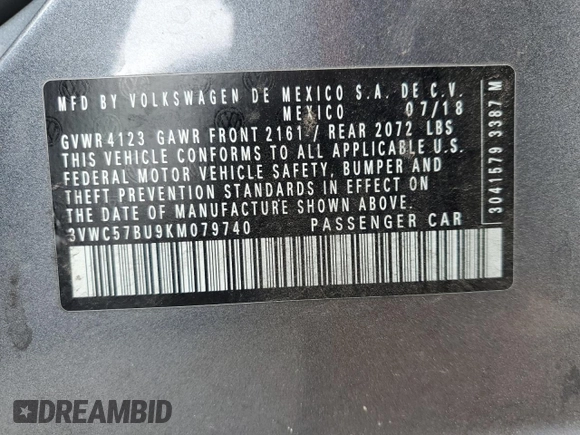 MFD BY VOLKSWAGEN DE MEXICO S.A. DE C.V.
MEXICO 07/18
GVWR 4123 GAWR FRONT 2161 / REAR 2072 LBS
THIS VEHICLE CONFORMS TO ALL APPLICABLE U.S.
FEDERAL MOTOR VEHICLE SAFETY, BUMPER AND
THEFT PREVENTION STANDARDS IN EFFECT ON
THE DATE OF MANUFACTURE SHOWN ABOVE.
3VWC57BU9KM079740 PASSENGER CAR
3041579 3387 M
DREAMBID